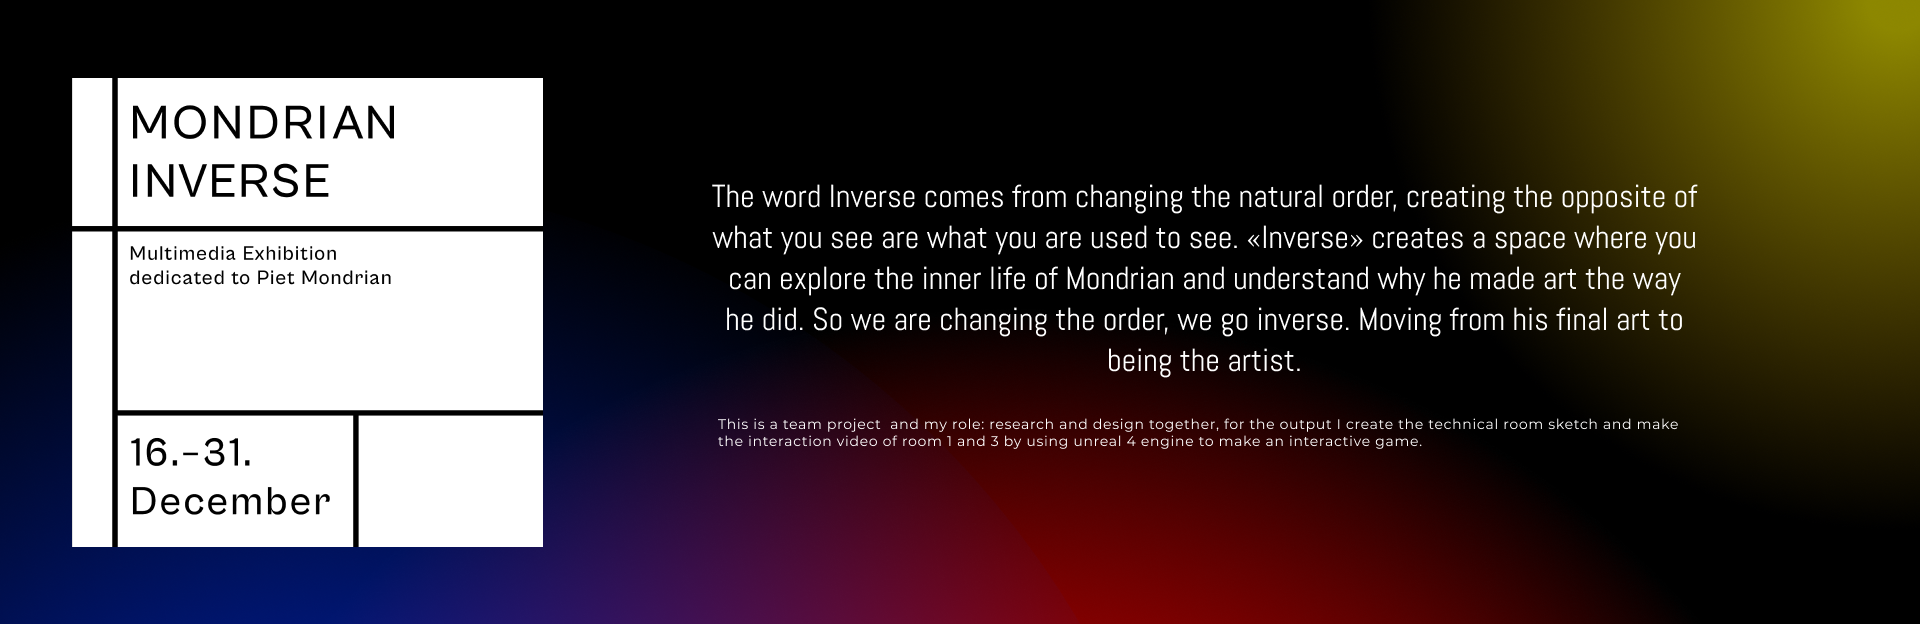 MONDRIAN
INVERSE
Multimedia Exhibition
dedicated to Piet Mondrian
16.–31.
December
The word Inverse comes from changing the natural order, creating the opposite of
what you see are what you are used to see. «Inverse» creates a space where you
can explore the inner life of Mondrian and understand why he made art the way
he did. So we are changing the order, we go inverse. Moving from his final art to
being the artist.
This is a team project  and my role: research and design together, for the output I create the technical room sketch and make
the interaction video of room 1 and 3 by using unreal 4 engine to make an interactive game.